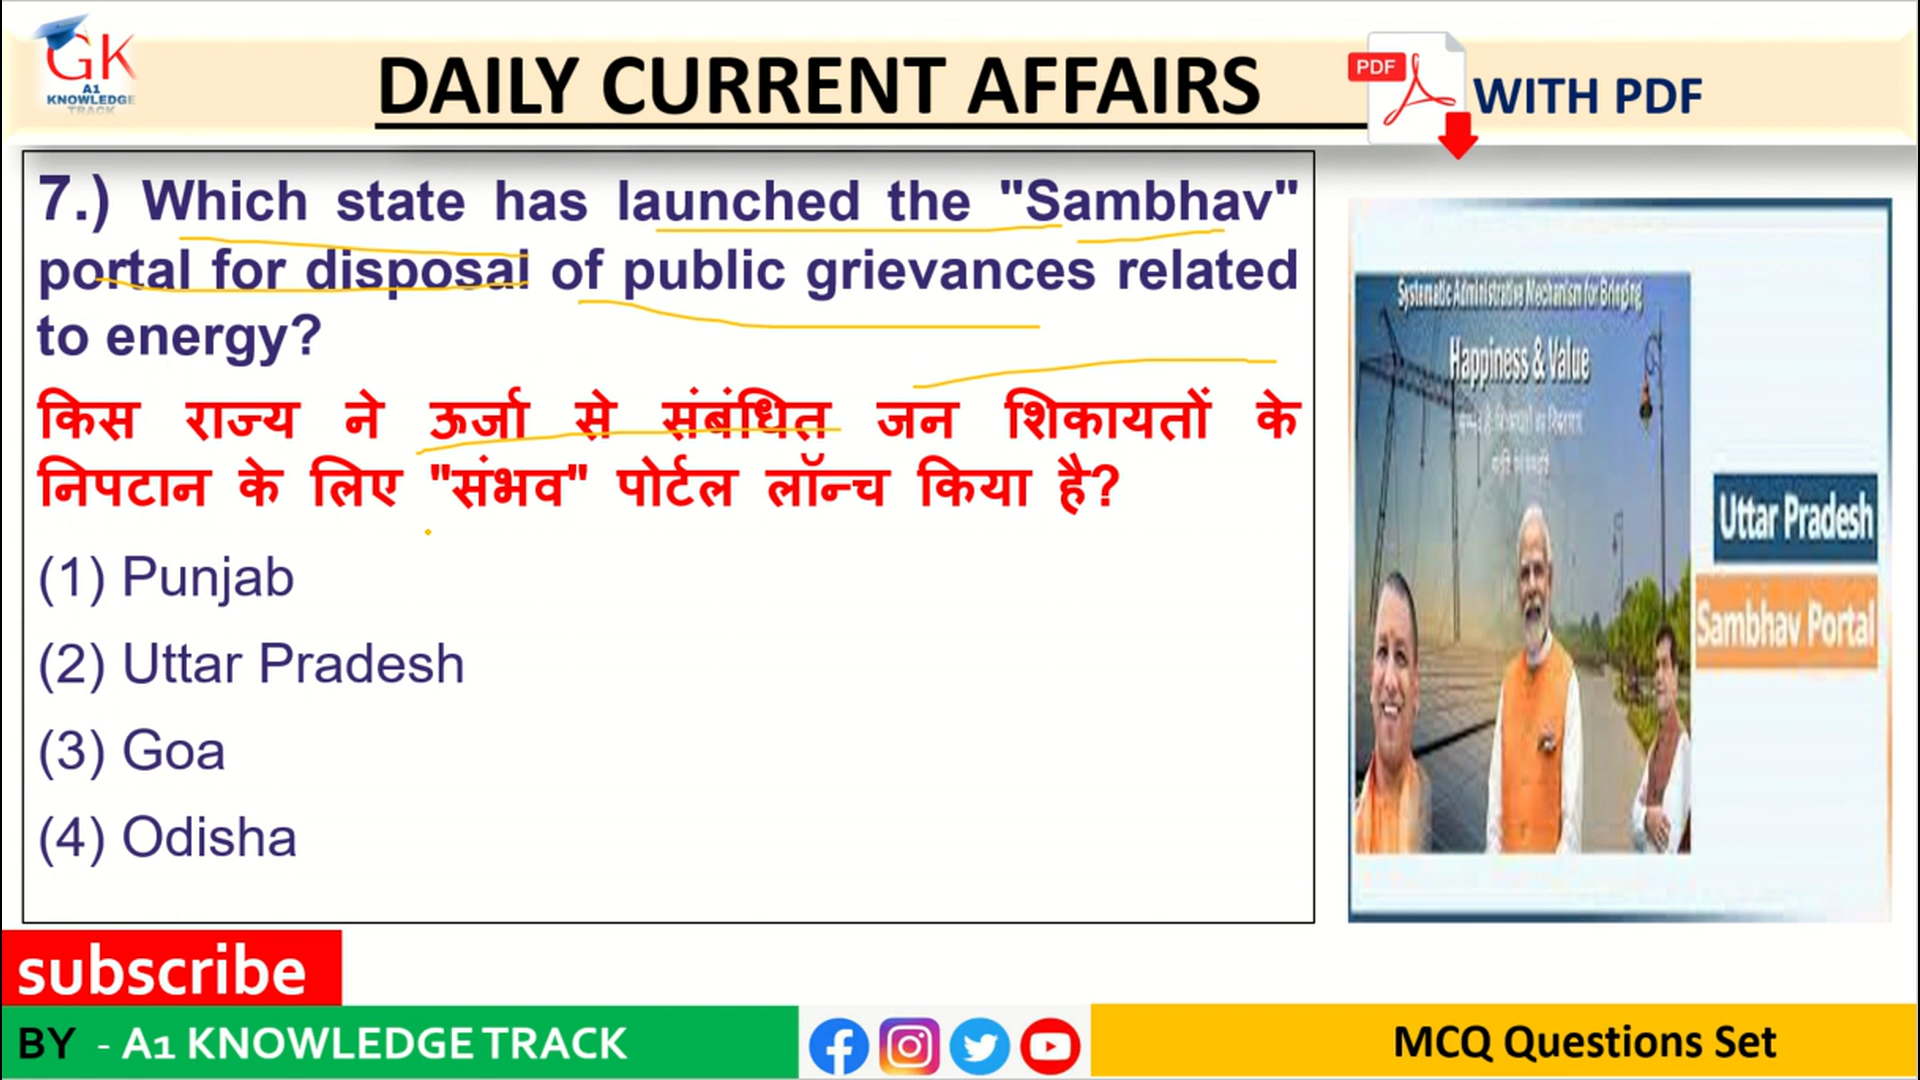 GK
A1
KNOWLEDGE
TRACK
DAILY CURRENT AFFAIRS
PDF
WITH PDF
7.) Which state has launched the "Sambhav"
portal for disposal of public grievances related
to energy?
किस राज्य ने ऊर्जा से संबंधित जन शिकायतों के
निपटान के लिए "संभव" पोर्टल लॉन्च किया है?
(1) Punjab
(2) Uttar Pradesh
(3) Goa
(4) Odisha
Systematic Administrative Mechanism for Bringing
Happiness & Value
Uttar Pradesh
Sambhav Portal
subscribe
BY - A1 KNOWLEDGE TRACK
MCQ Questions Set